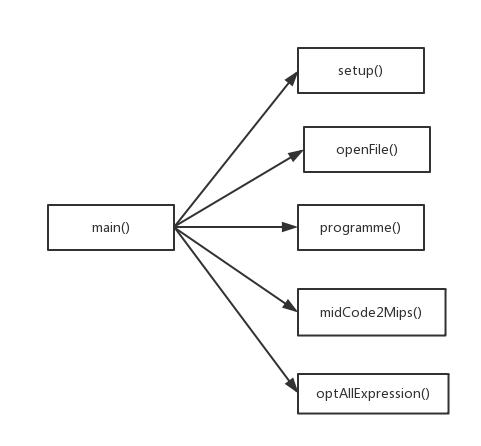 setup()
openFile()
main()
programme()
midCode2Mips()
optAllExpression()